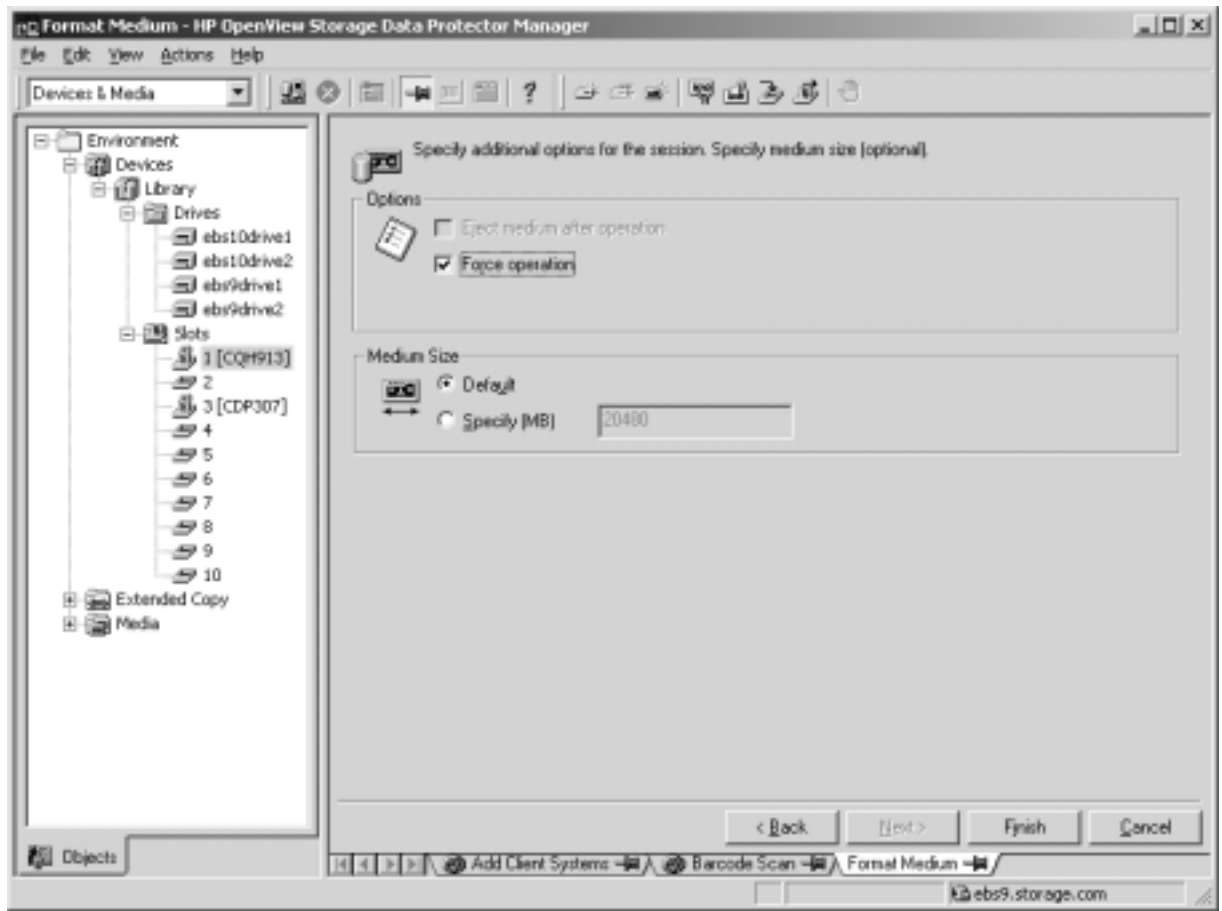 Format Medium - HP OpenView Storage Data Protector Manager
File Edit View Actions Help
Devices & Media
Environment
Devices
Library
Drives
ebs10drive1
ebs10drive2
ebs9drive1
ebs9drive2
Slots
1 [CQH913]
2
3 [CDP307]
4
5
6
7
8
9
10
Extended Copy
Media
Objects
Specify additional options for the session. Specify medium size (optional).
Options
Eject medium after operation
Force operation
Medium Size
Default
Specify (MB) 20480
< Back Next > Finish Cancel
Add Client Systems Barcode Scan Format Medium
ebs9.storage.com